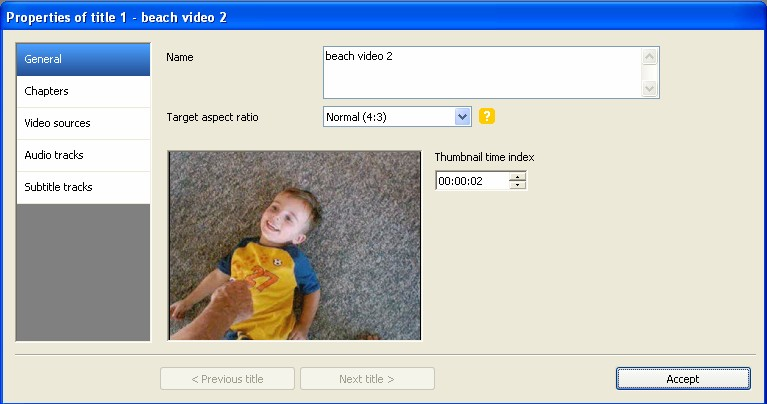 Properties of title 1 - beach video 2
General
Chapters
Video sources
Audio tracks
Subtitle tracks
Name
beach video 2
Target aspect ratio
Normal (4:3)
?
Thumbnail time index
00:00:02
27
< Previous title
Next title >
Accept